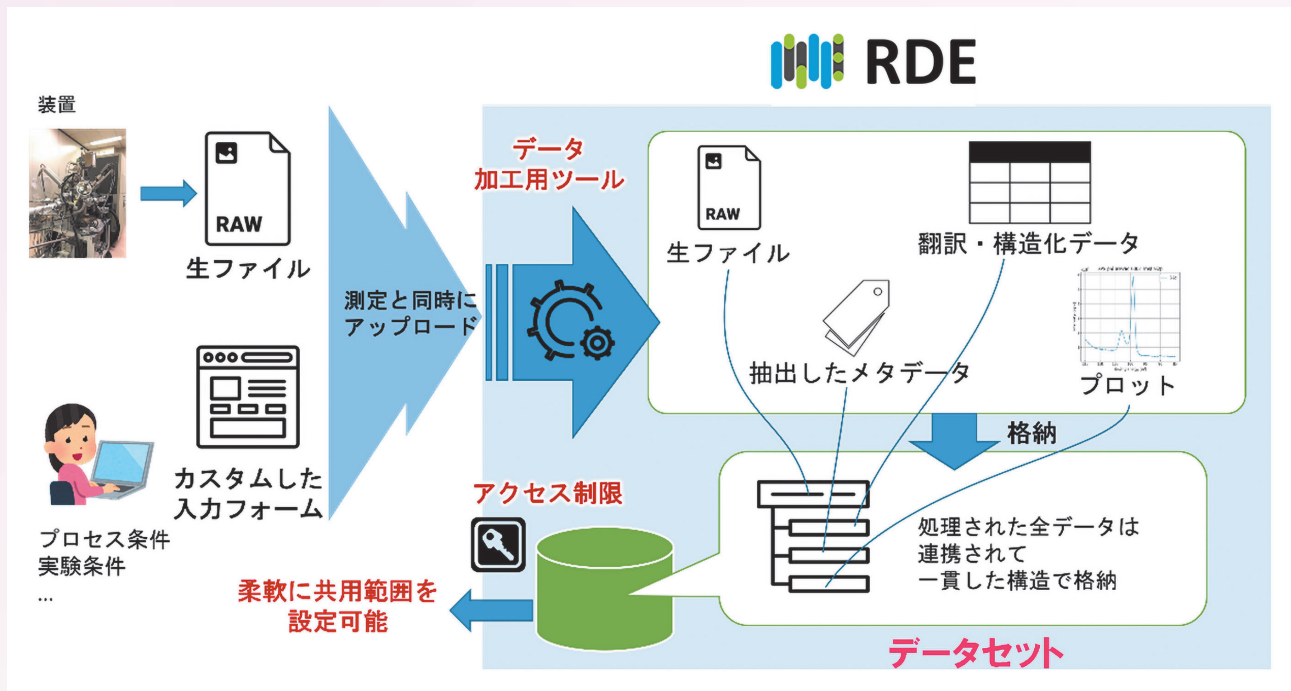 RDE
装置
RAW
生ファイル
測定と同時に
アップロード
カスタムした
入力フォーム
プロセス条件
実験条件
...
データ
加工用ツール
RAW
生ファイル
翻訳・構造化データ
抽出したメタデータ
プロット
格納
アクセス制限
柔軟に共用範囲を
設定可能
処理された全データは
連携されて
一貫した構造で格納
データセット